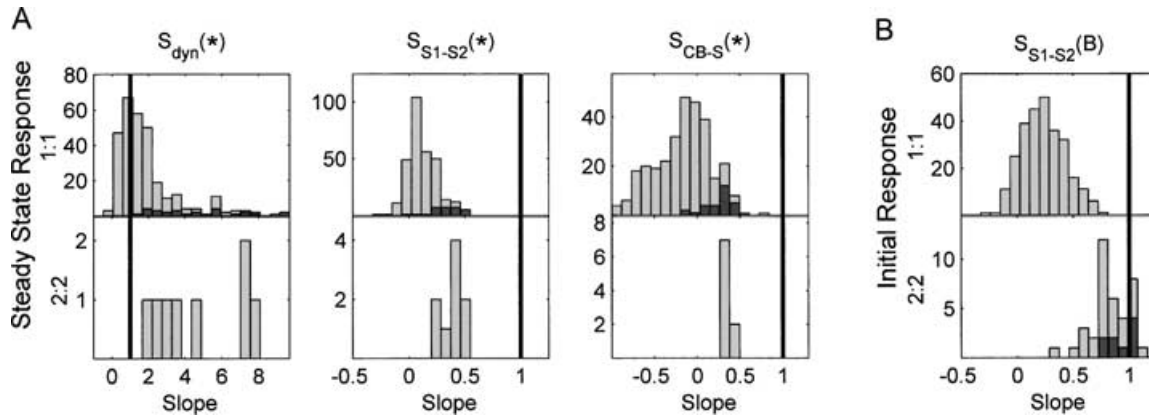 A
S_dyn(*)
S_S1-S2(*)
S_CB-S(*)
B
S_S1-S2(B)
Steady State Response
1:1
2:2
80
60
40
20
2
1
0 2 4 6 8
Slope
100
50
4
2
-0.5 0 0.5 1
Slope
40
20
8
6
4
2
-0.5 0 0.5 1
Slope
Initial Response
1:1
2:2
60
40
20
10
5
-0.5 0 0.5 1
Slope